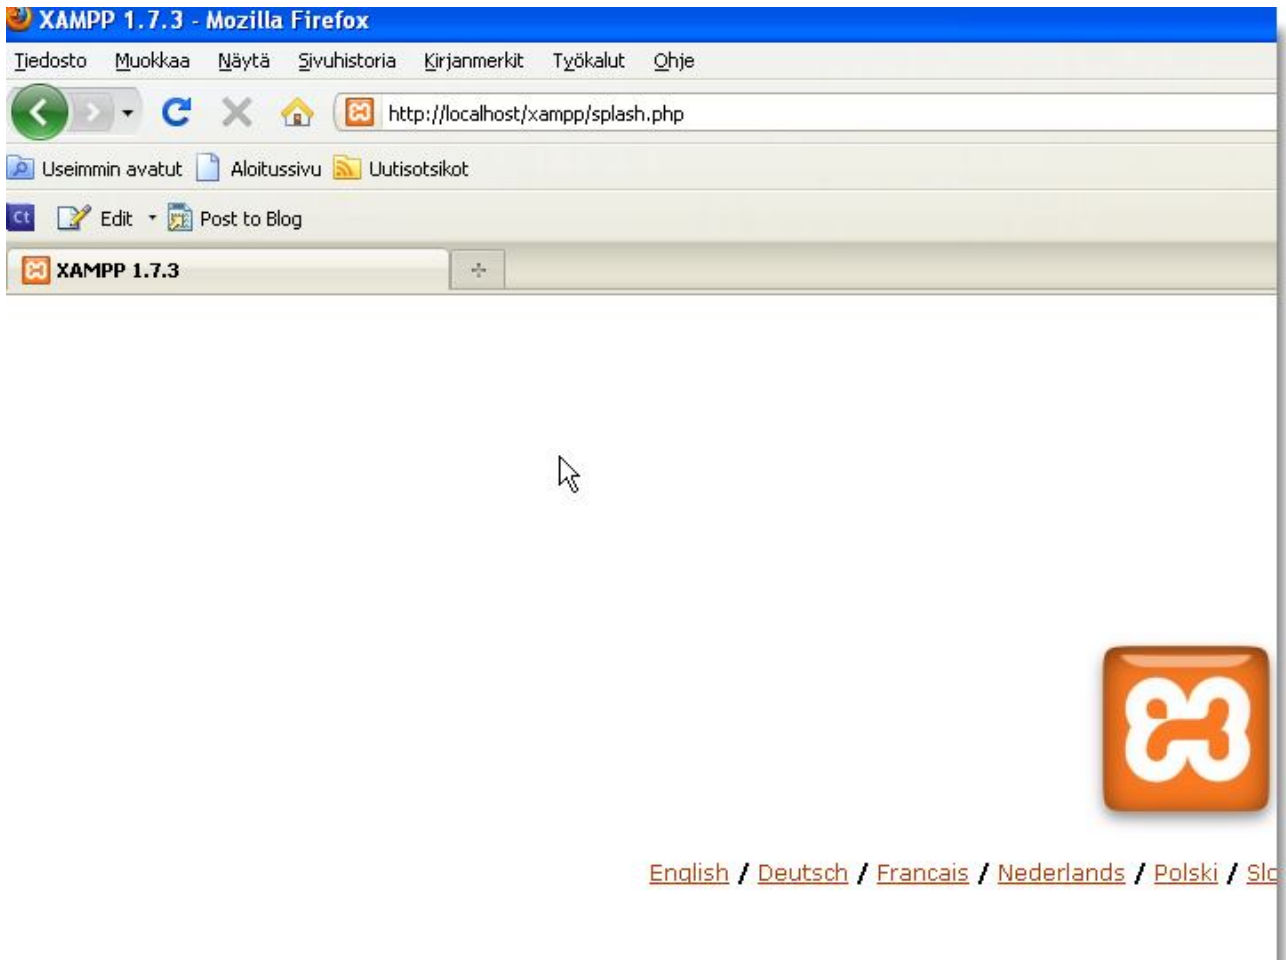 XAMPP 1.7.3 - Mozilla Firefox
Tiedosto Muokkaa Näytä Sivuhistoria Kirjanmerkit Työkalut Ohje
http://localhost/xampp/splash.php
Useimmin avatut Aloitussivu Uutisotsikot
Ct Edit Post to Blog
XAMPP 1.7.3
English / Deutsch / Francais / Nederlands / Polski /